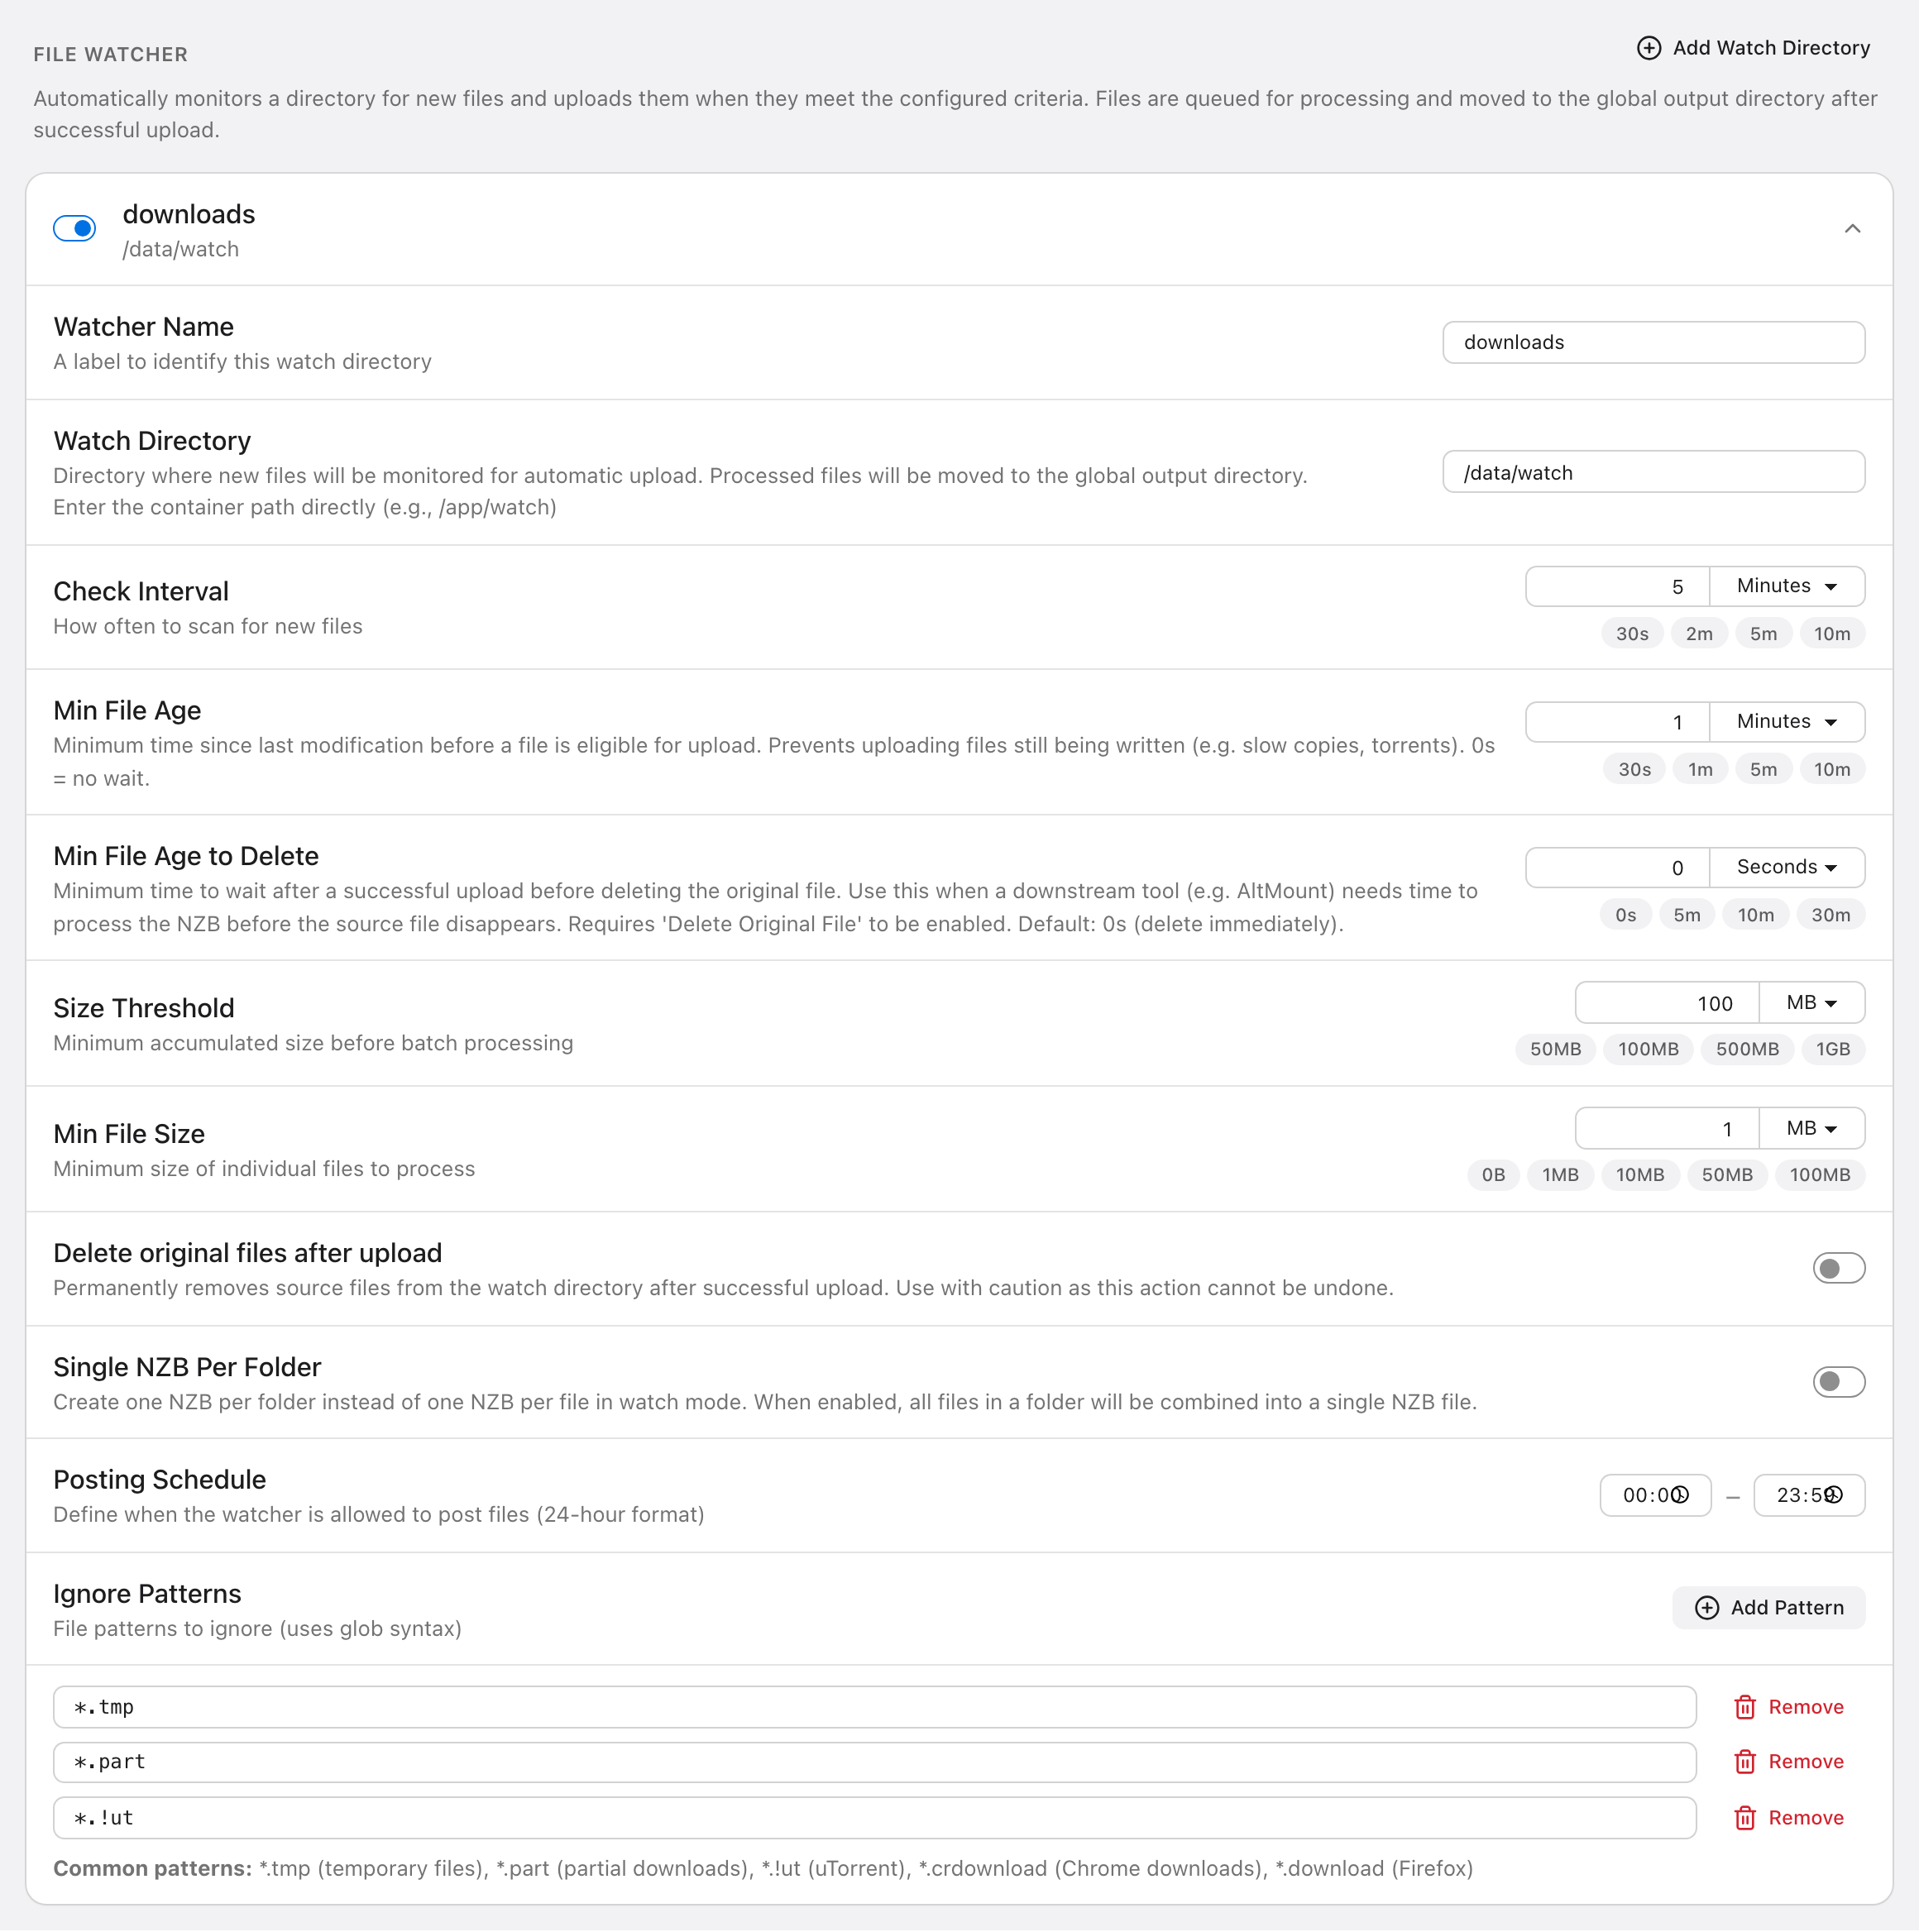 FILE WATCHER
Add Watch Directory
Automatically monitors a directory for new files and uploads them when they meet the configured criteria. Files are queued for processing and moved to the global output directory after
successful upload.
downloads
/data/watch
Watcher Name
A label to identify this watch directory
downloads
Watch Directory
Directory where new files will be monitored for automatic upload. Processed files will be moved to the global output directory.
Enter the container path directly (e.g., /app/watch)
/data/watch
Check Interval
How often to scan for new files
5 Minutes
30s 2m 5m 10m
Min File Age
Minimum time since last modification before a file is eligible for upload. Prevents uploading files still being written (e.g. slow copies, torrents). 0s
= no wait.
1 Minutes
30s 1m 5m 10m
Min File Age to Delete
Minimum time to wait after a successful upload before deleting the original file. Use this when a downstream tool (e.g. AltMount) needs time to
process the NZB before the source file disappears. Requires 'Delete Original File' to be enabled. Default: 0s (delete immediately).
0 Seconds
0s 5m 10m 30m
Size Threshold
Minimum accumulated size before batch processing
100 MB
50MB 100MB 500MB 1GB
Min File Size
Minimum size of individual files to process
1 MB
0B 1MB 10MB 50MB 100MB
Delete original files after upload
Permanently removes source files from the watch directory after successful upload. Use with caution as this action cannot be undone.
Single NZB Per Folder
Create one NZB per folder instead of one NZB per file in watch mode. When enabled, all files in a folder will be combined into a single NZB file.
Posting Schedule
Define when the watcher is allowed to post files (24-hour format)
00:00 – 23:59
Ignore Patterns
File patterns to ignore (uses glob syntax)
Add Pattern
*.tmp
Remove
*.part
Remove
*.!ut
Remove
Common patterns: *.tmp (temporary files), *.part (partial downloads), *.!ut (uTorrent), *.crdownload (Chrome downloads), *.download (Firefox)